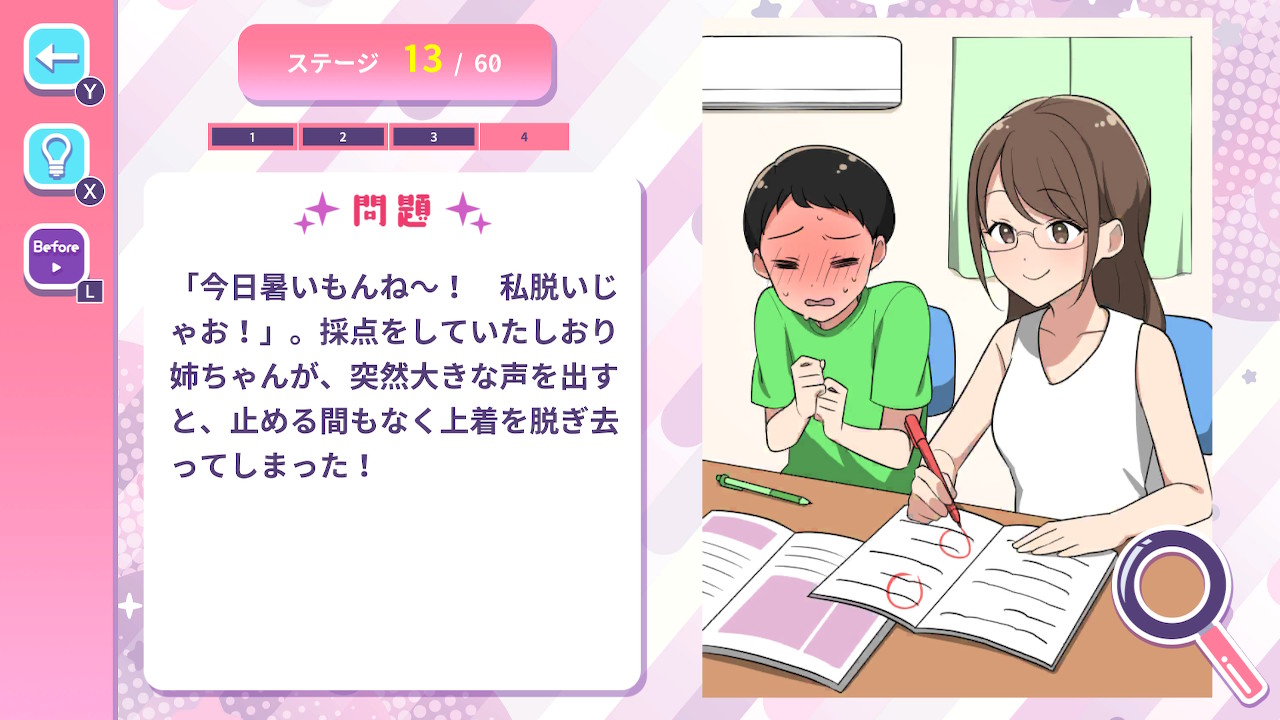 Y
X
Before
L
ステージ 13 / 60
1 2 3 4
問題
「今日暑いもんね～！　私脱いじ
ゃお！」。採点をしていたしおり
姉ちゃんが、突然大きな声を出す
と、止める間もなく上着を脱ぎ去
ってしまった！